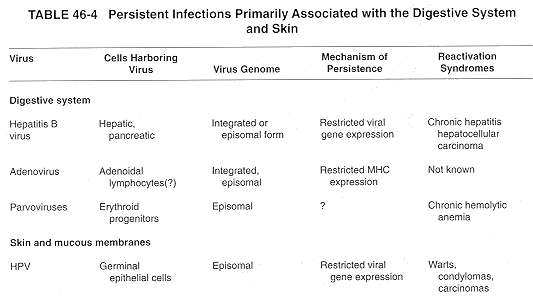 TABLE 46-4 Persistent Infections Primarily Associated with the Digestive System
and Skin
Virus Cells Harboring Virus Virus Genome Mechanism of Persistence Reactivation Syndromes
Digestive system
Hepatitis B virus Hepatic, pancreatic Integrated or episomal form Restricted viral gene expression Chronic hepatitis hepatocellular carcinoma
Adenovirus Adenoidal lymphocytes(?) Integrated, episomal Restricted MHC expression Not known
Parvoviruses Erythroid progenitors Episomal ? Chronic hemolytic anemia
Skin and mucous membranes
HPV Germinal epithelial cells Episomal Restricted viral gene expression Warts, condylomas, carcinomas